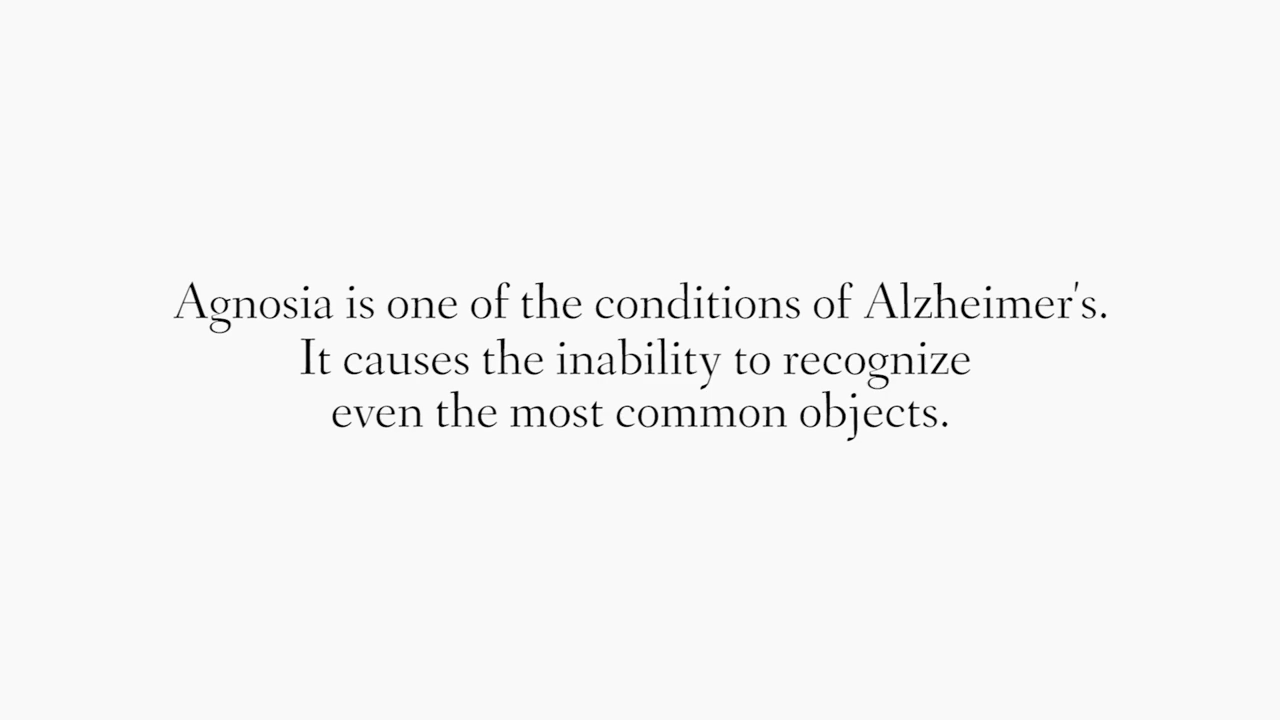 Agnosia is one of the conditions of Alzheimer's.
It causes the inability to recognize
even the most common objects.